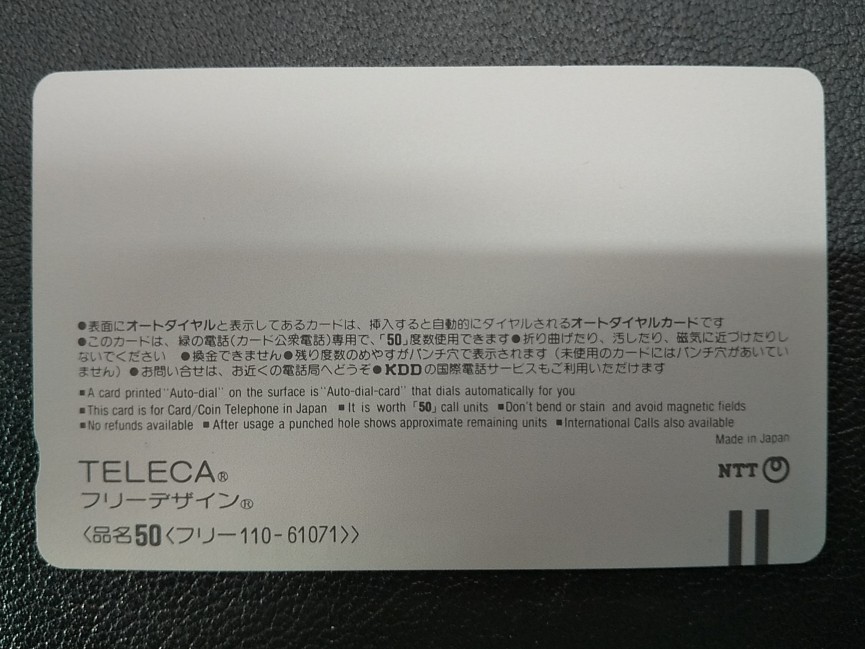 ●表面にオートダイヤルと表示してあるカードは、挿入すると自動的にダイヤルされるオートダイヤルカードです
●このカードは、緑の電話(カード公衆電話)専用で、「50」度数使用できます●折り曲げたり、汚したり、磁気に近づけたりし
ないでください　●換金できません●残り度数のめやすがパンチ穴で表示されます(未使用のカードにはパンチ穴があいてい
ません)●お問い合せは、お近くの電話局へどうぞ●KDDの国際電話サービスもご利用いただけます
■A card printed "Auto-dial" on the surface is "Auto-dial-card" that dials automatically for you
■This card is for Card/Coin Telephone in Japan ■It is worth 「50」 call units ■Don't bend or stain and avoid magnetic fields
■No refunds available ■After usage a punched hole shows approximate remaining units ■International Calls also available
Made in Japan
TELECA®
NTT
フリーデザイン®
〈品名50〈フリー110-61071〉〉